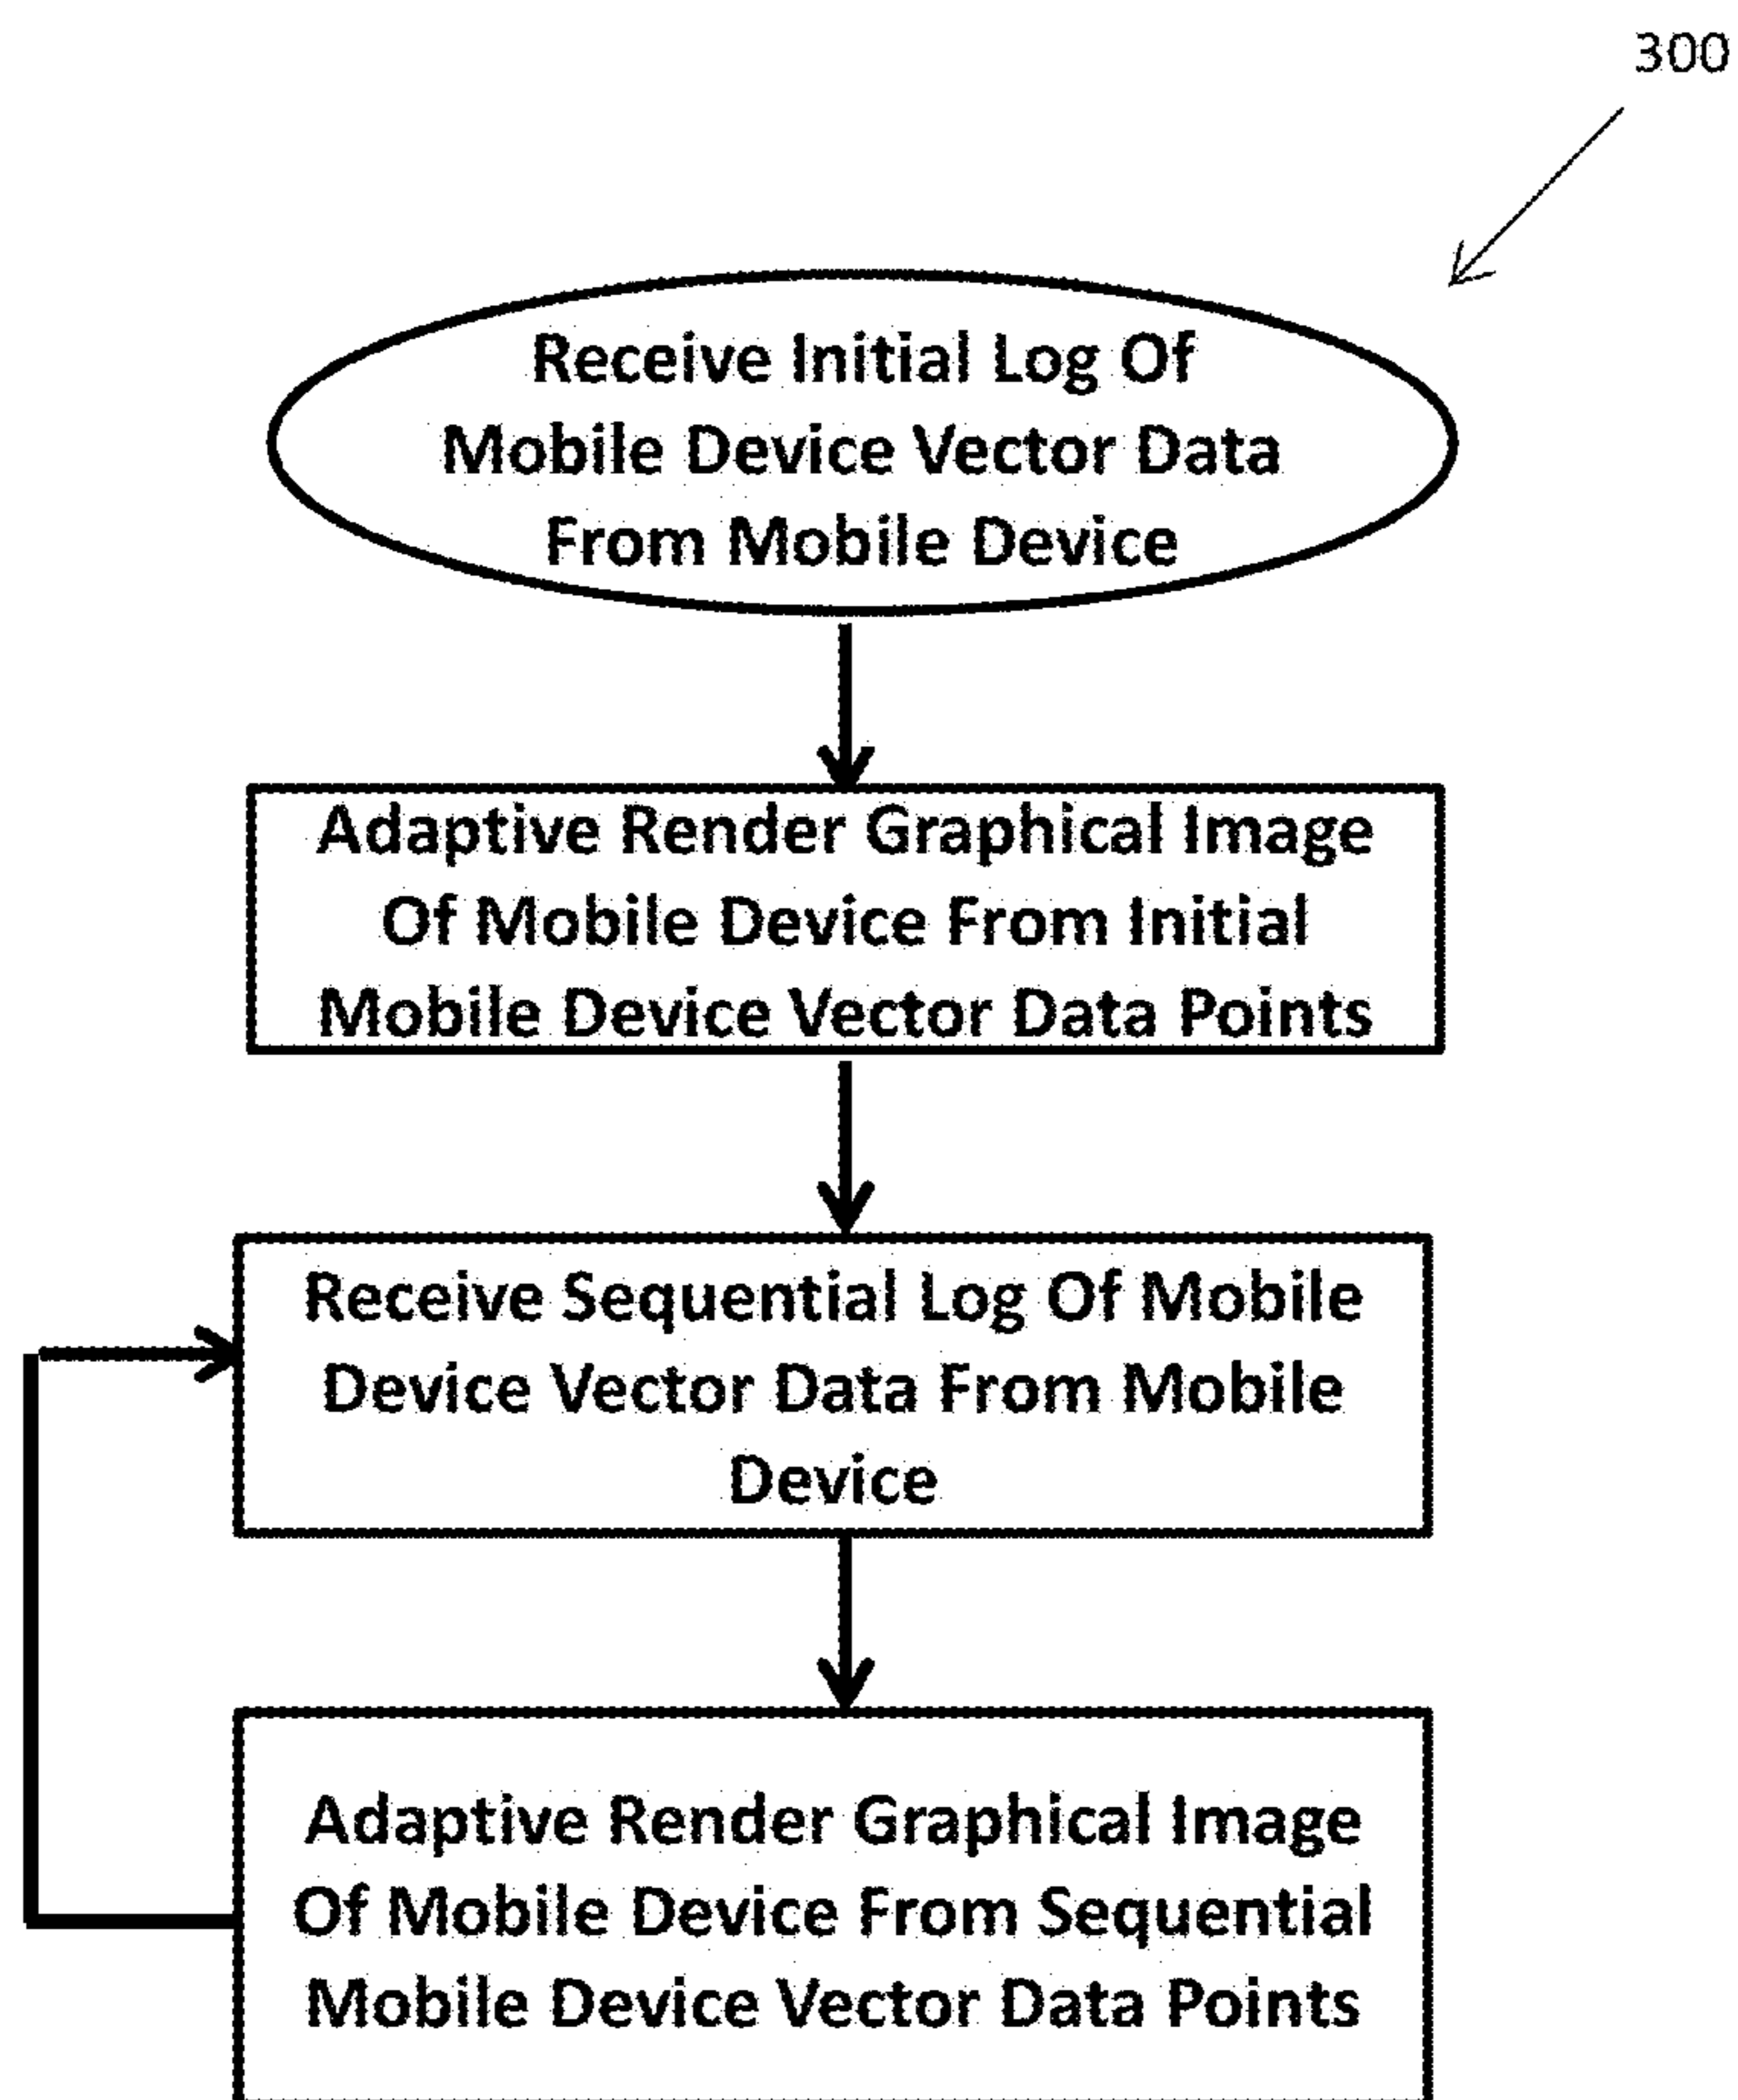 300
Receive Initial Log Of
Mobile Device Vector Data
From Mobile Device
Adaptive Render Graphical Image
Of Mobile Device From Initial
Mobile Device Vector Data Points
Receive Sequential Log Of Mobile
Device Vector Data From Mobile
Device
Adaptive Render Graphical Image
Of Mobile Device From Sequential
Mobile Device Vector Data Points